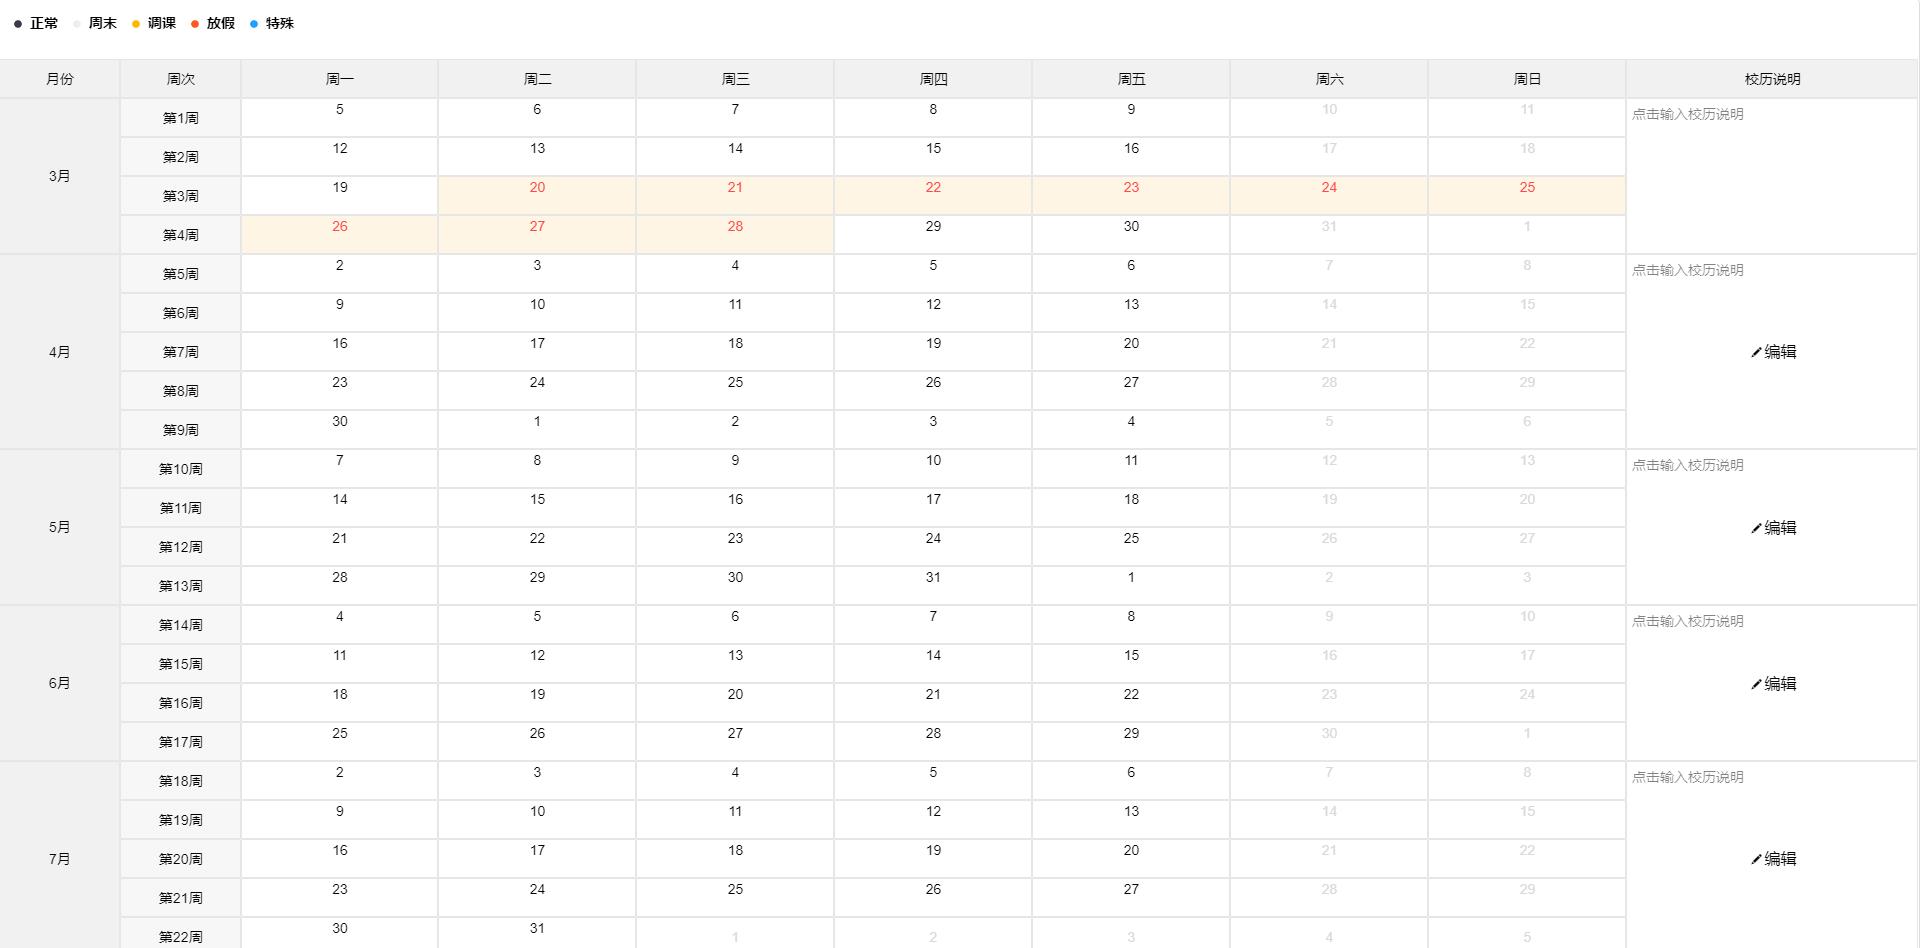 正常 周末 调课 放假 特殊
月份 周次 周一 周二 周三 周四 周五 周六 周日 校历说明
3月 第1周 5 6 7 8 9 10 11 点击输入校历说明
第2周 12 13 14 15 16 17 18
第3周 19 20 21 22 23 24 25
第4周 26 27 28 29 30 31 1
4月 第5周 2 3 4 5 6 7 8 点击输入校历说明
第6周 9 10 11 12 13 14 15
第7周 16 17 18 19 20 21 22 编辑
第8周 23 24 25 26 27 28 29
第9周 30 1 2 3 4 5 6
5月 第10周 7 8 9 10 11 12 13 点击输入校历说明
第11周 14 15 16 17 18 19 20 编辑
第12周 21 22 23 24 25 26 27
第13周 28 29 30 31 1 2 3
6月 第14周 4 5 6 7 8 9 10 点击输入校历说明
第15周 11 12 13 14 15 16 17 编辑
第16周 18 19 20 21 22 23 24
第17周 25 26 27 28 29 30 1
7月 第18周 2 3 4 5 6 7 8 点击输入校历说明
第19周 9 10 11 12 13 14 15
第20周 16 17 18 19 20 21 22 编辑
第21周 23 24 25 26 27 28 29
第22周 30 31 1 2 3 4 5